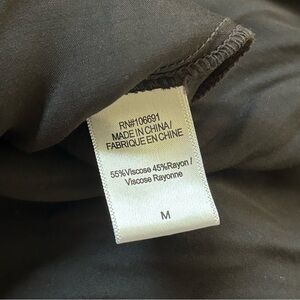 RN#106691
MADE IN CHINA/
FABRIQUE EN CHINE
55%Viscose 45%Rayon/
Viscose Rayonne
M